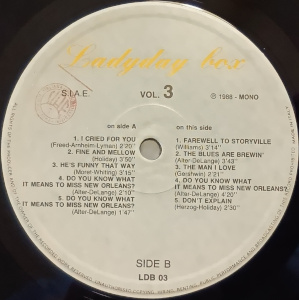 Ladyday box
S.I.A.E.
VOL. 3
℗ 1988 - MONO
on side A
1. I CRIED FOR YOU
(Freed-Arnheim-Lyman) 2'20"
2. FINE AND MELLOW
(Holiday) 3'50"
3. HE'S FUNNY THAT WAY
(Moret-Whiting) 3'15"
4. DO YOU KNOW WHAT
IT MEANS TO MISS NEW ORLEANS?
(Alter-DeLange) 2'10"
5. DO YOU KNOW WHAT
IT MEANS TO MISS NEW ORLEANS?
(Alter-DeLange) 1'47"
on this side
1. FAREWELL TO STORYVILLE
(Williams) 3'14"
2. THE BLUES ARE BREWIN'
(Alter-DeLange) 3'43"
3. THE MAN I LOVE
(Gershwin) 2'21"
4. DO YOU KNOW WHAT
IT MEANS TO MISS NEW ORLEANS?
(Alter-DeLange) 4'20"
5. DON'T EXPLAIN
(Herzog-Holiday) 2'30"
SIDE B
LDB 03